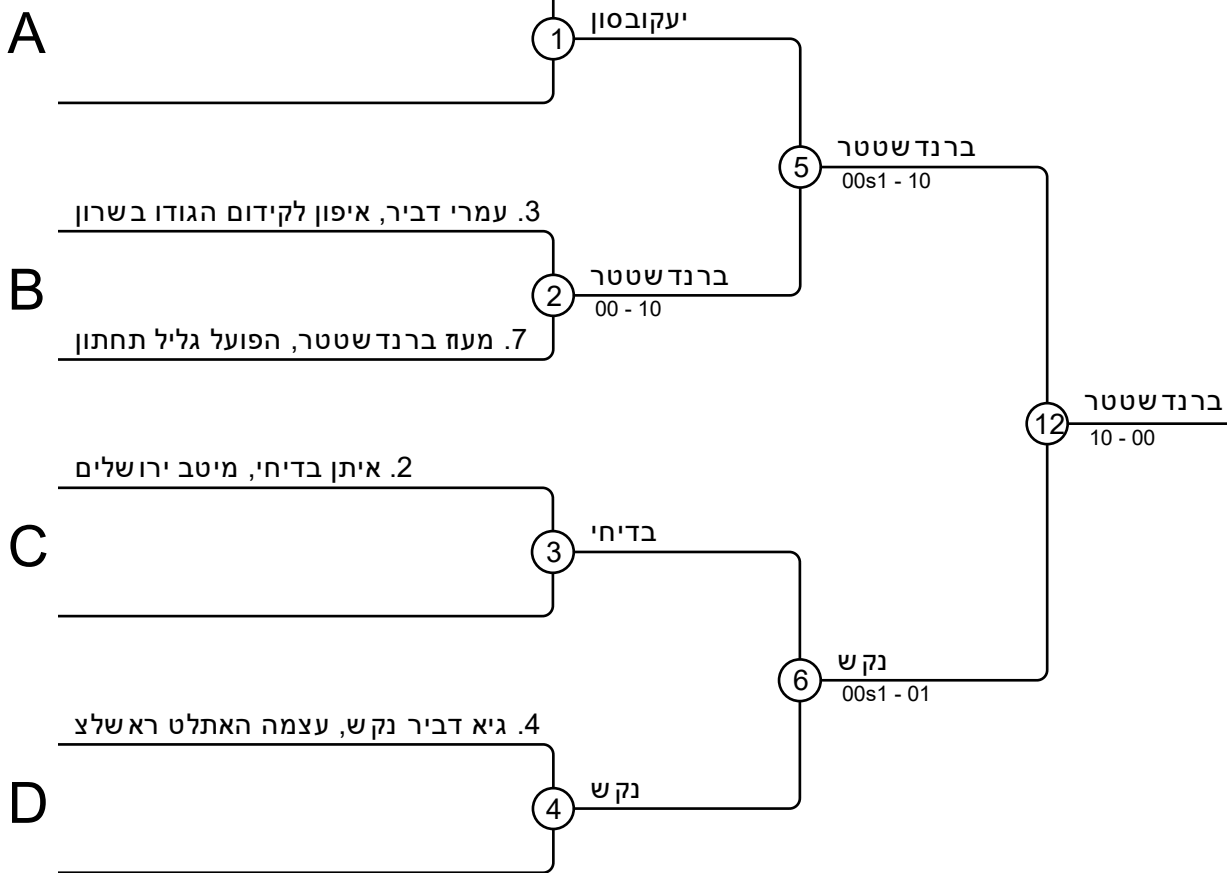 A
1
יעקובסון
5
ברנדשטטר
00s1 - 10
3. עמרי דביר, איפון לקידום הגודו בשרון
B
2
ברנדשטטר
00 - 10
7. מעוז ברנדשטטר, הפועל גליל תחתון
12
ברנדשטטר
10 - 00
2. איתן בדיחי, מיטב ירושלים
C
3
בדיחי
6
נקש
00s1 - 01
4. גיא דביר נקש, עצמה האתלט ראשלצ
D
4
נקש